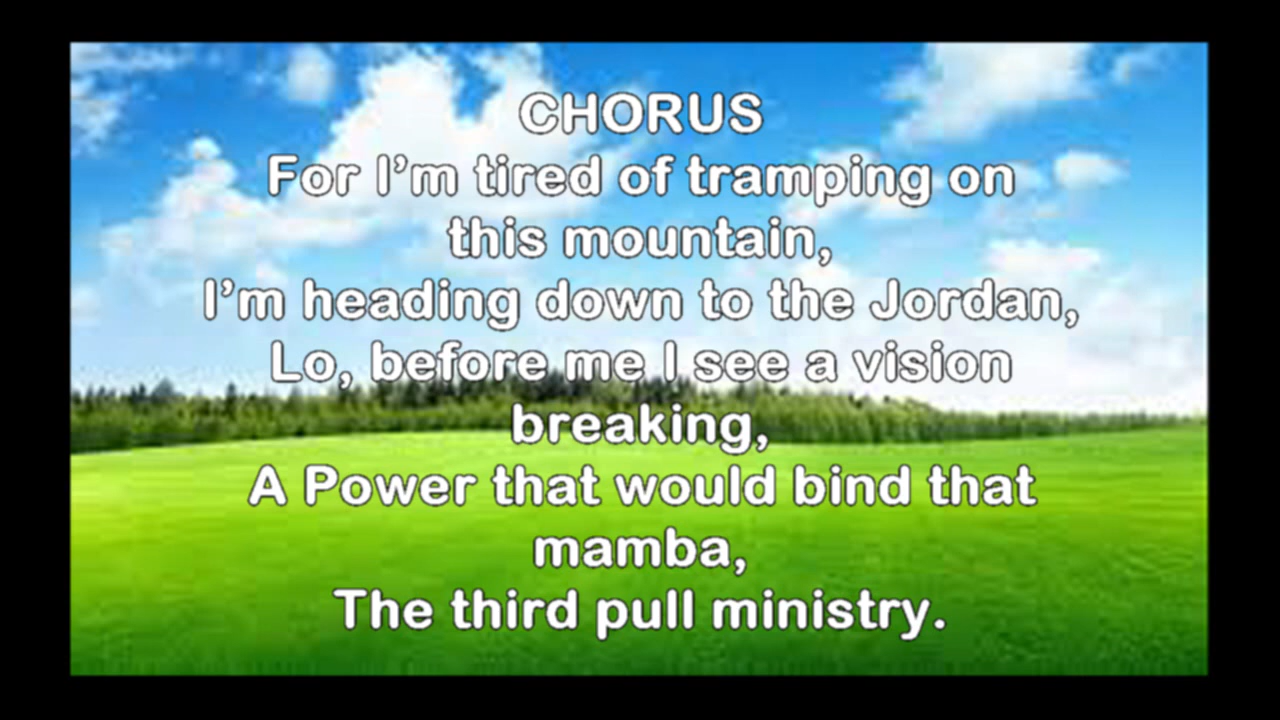 CHORUS
For I’m tired of tramping on
this mountain,
I’m heading down to the Jordan,
Lo, before me I see a vision
breaking,
A Power that would bind that
mamba,
The third pull ministry.